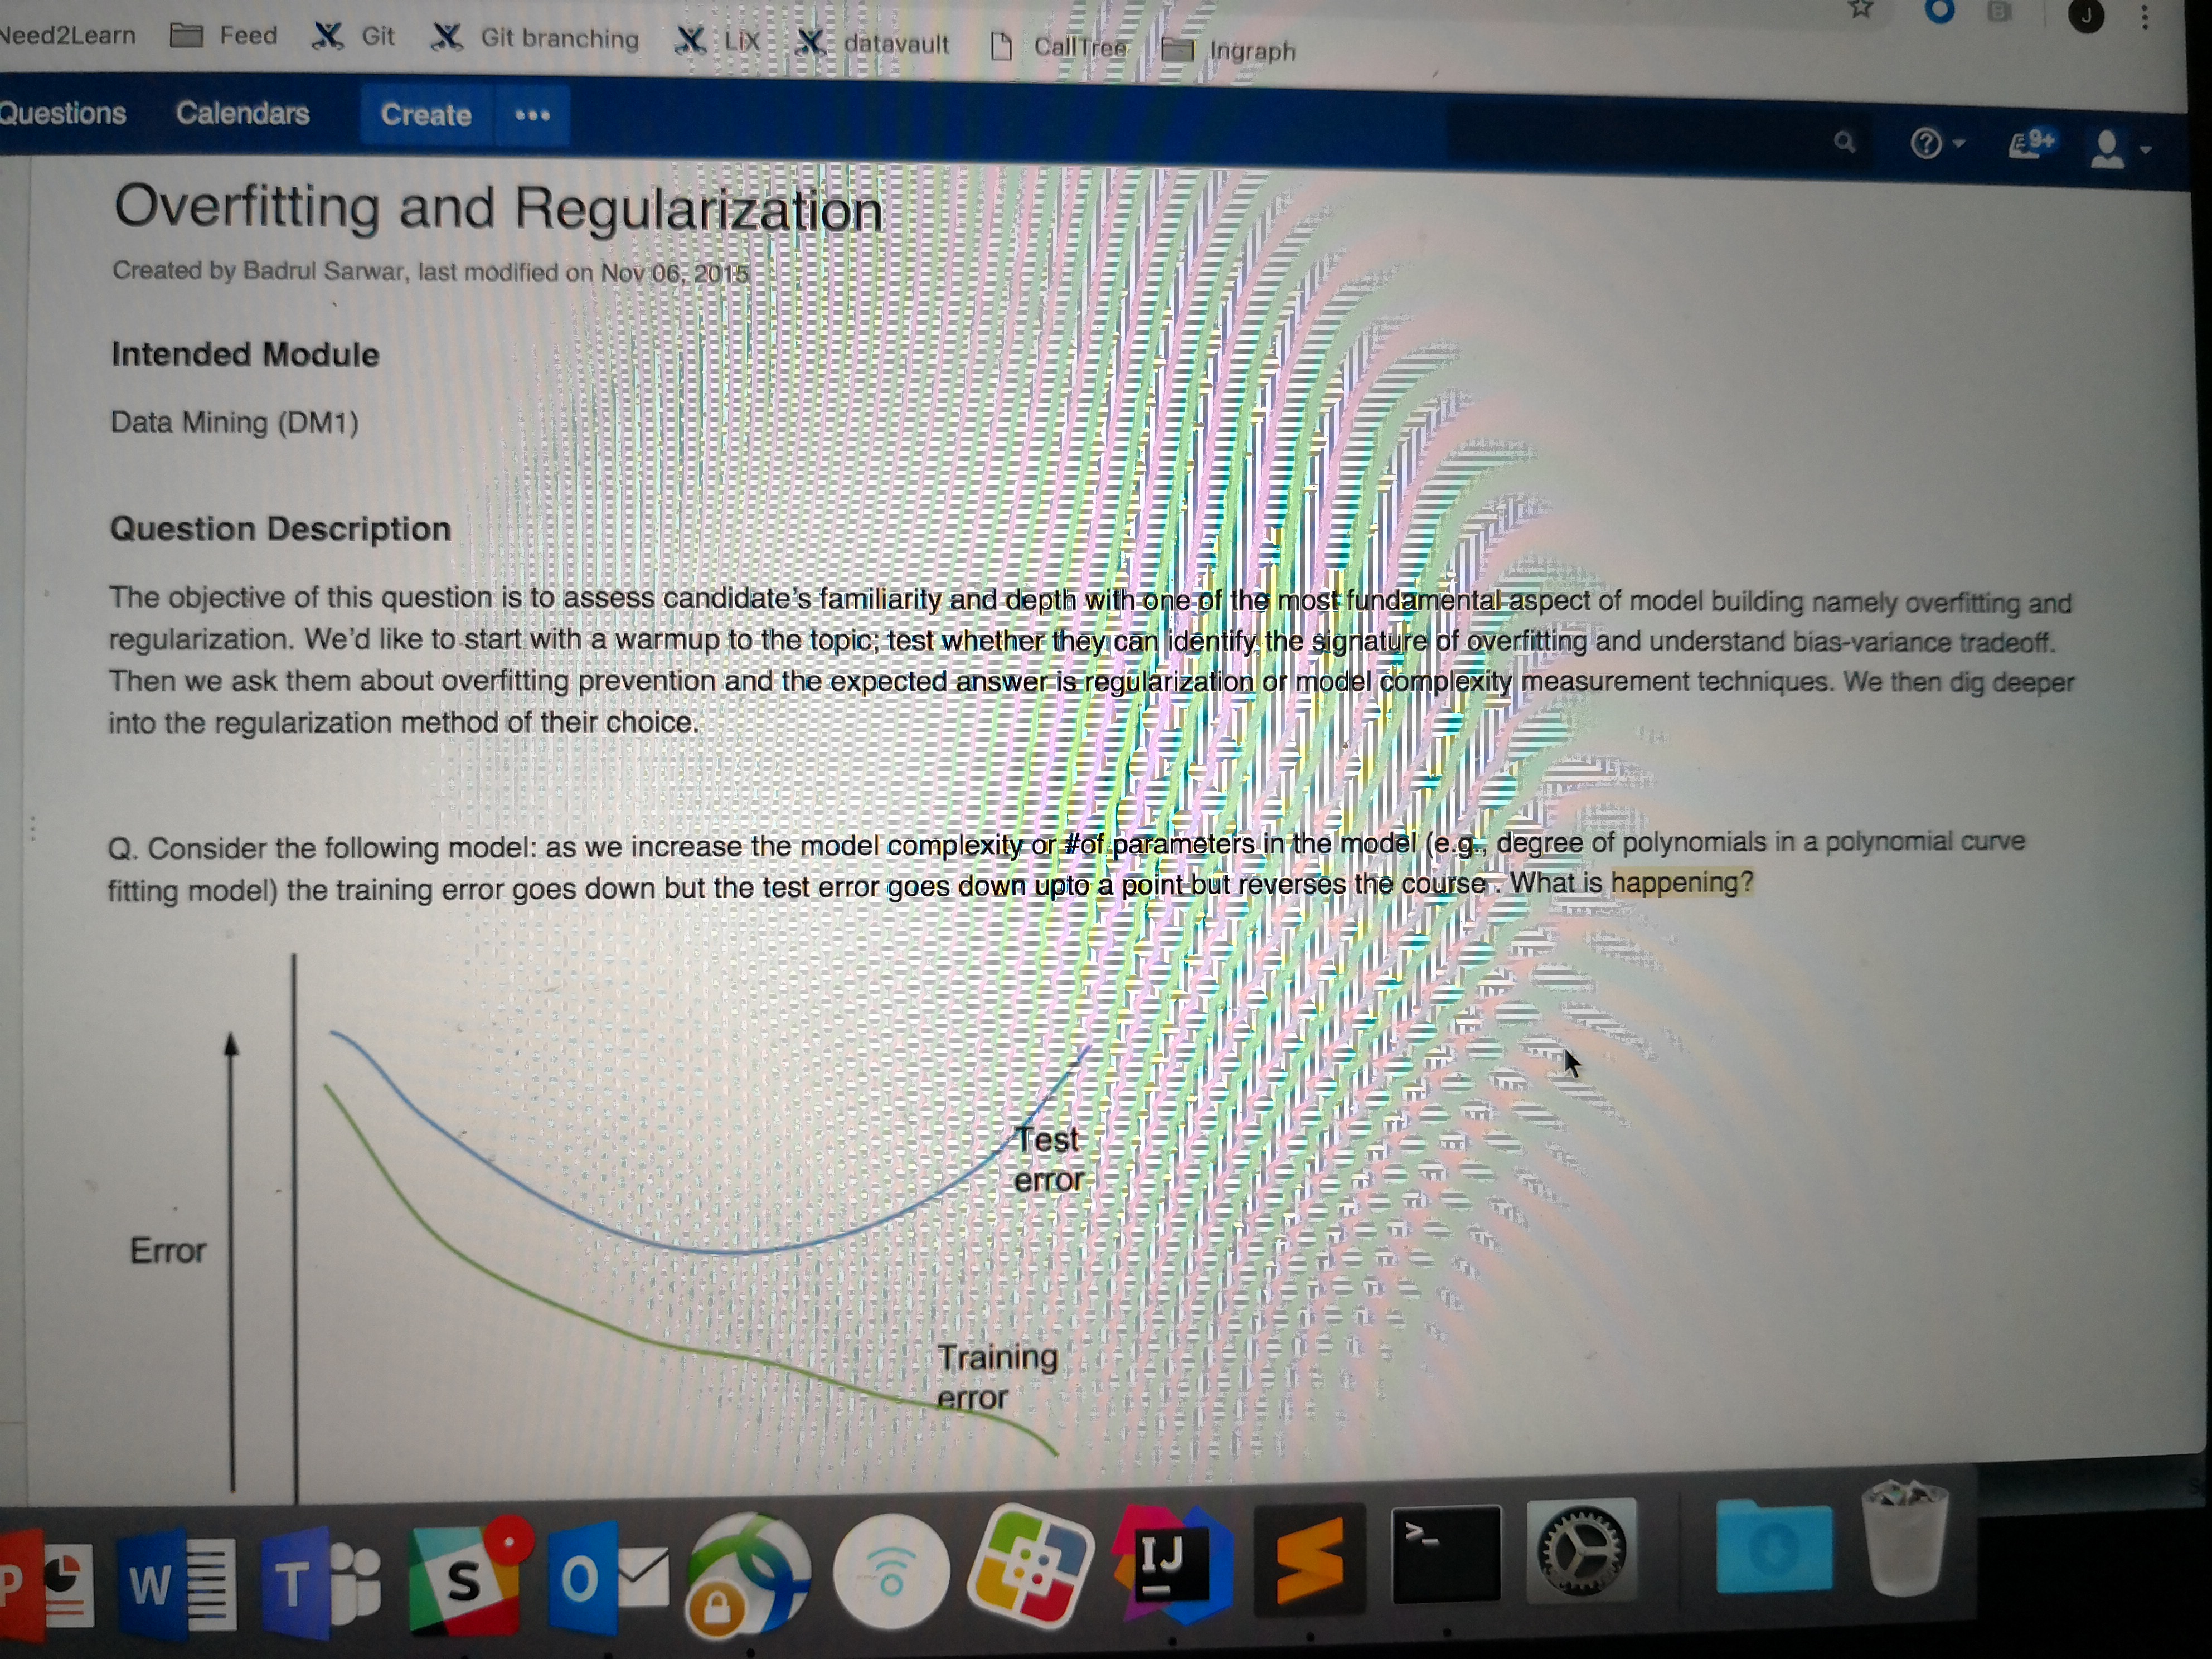 Need2Learn Feed Git Git branching LiX datavault CallTree Ingraph
J
Questions Calendars Create
9+
Overfitting and Regularization
Created by Badrul Sarwar, last modified on Nov 06, 2015
Intended Module
Data Mining (DM1)
Question Description
The objective of this question is to assess candidate's familiarity and depth with one of the most fundamental aspect of model building namely overfitting and
regularization. We'd like to start with a warmup to the topic; test whether they can identify the signature of overfitting and understand bias-variance tradeoff.
Then we ask them about overfitting prevention and the expected answer is regularization or model complexity measurement techniques. We then dig deeper
into the regularization method of their choice.
Q. Consider the following model: as we increase the model complexity or #of parameters in the model (e.g., degree of polynomials in a polynomial curve
fitting model) the training error goes down but the test error goes down upto a point but reverses the course . What is happening?
Test
error
Error
Training
error
P W T S O IJ >_